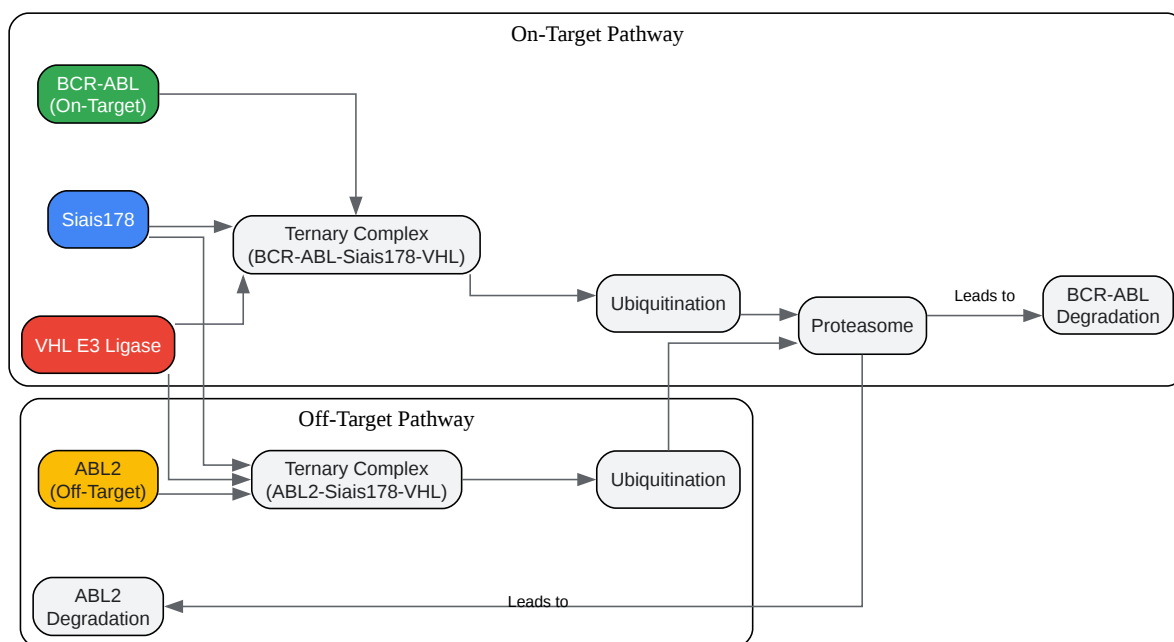 On-Target Pathway
BCR-ABL
(On-Target)
Siais178
Ternary Complex
(BCR-ABL-Siais178-VHL)
VHL E3 Ligase
Ubiquitination
Proteasome
Leads to
BCR-ABL
Degradation
Off-Target Pathway
ABL2
(Off-Target)
Ternary Complex
(ABL2-Siais178-VHL)
Ubiquitination
ABL2
Degradation
Leads to